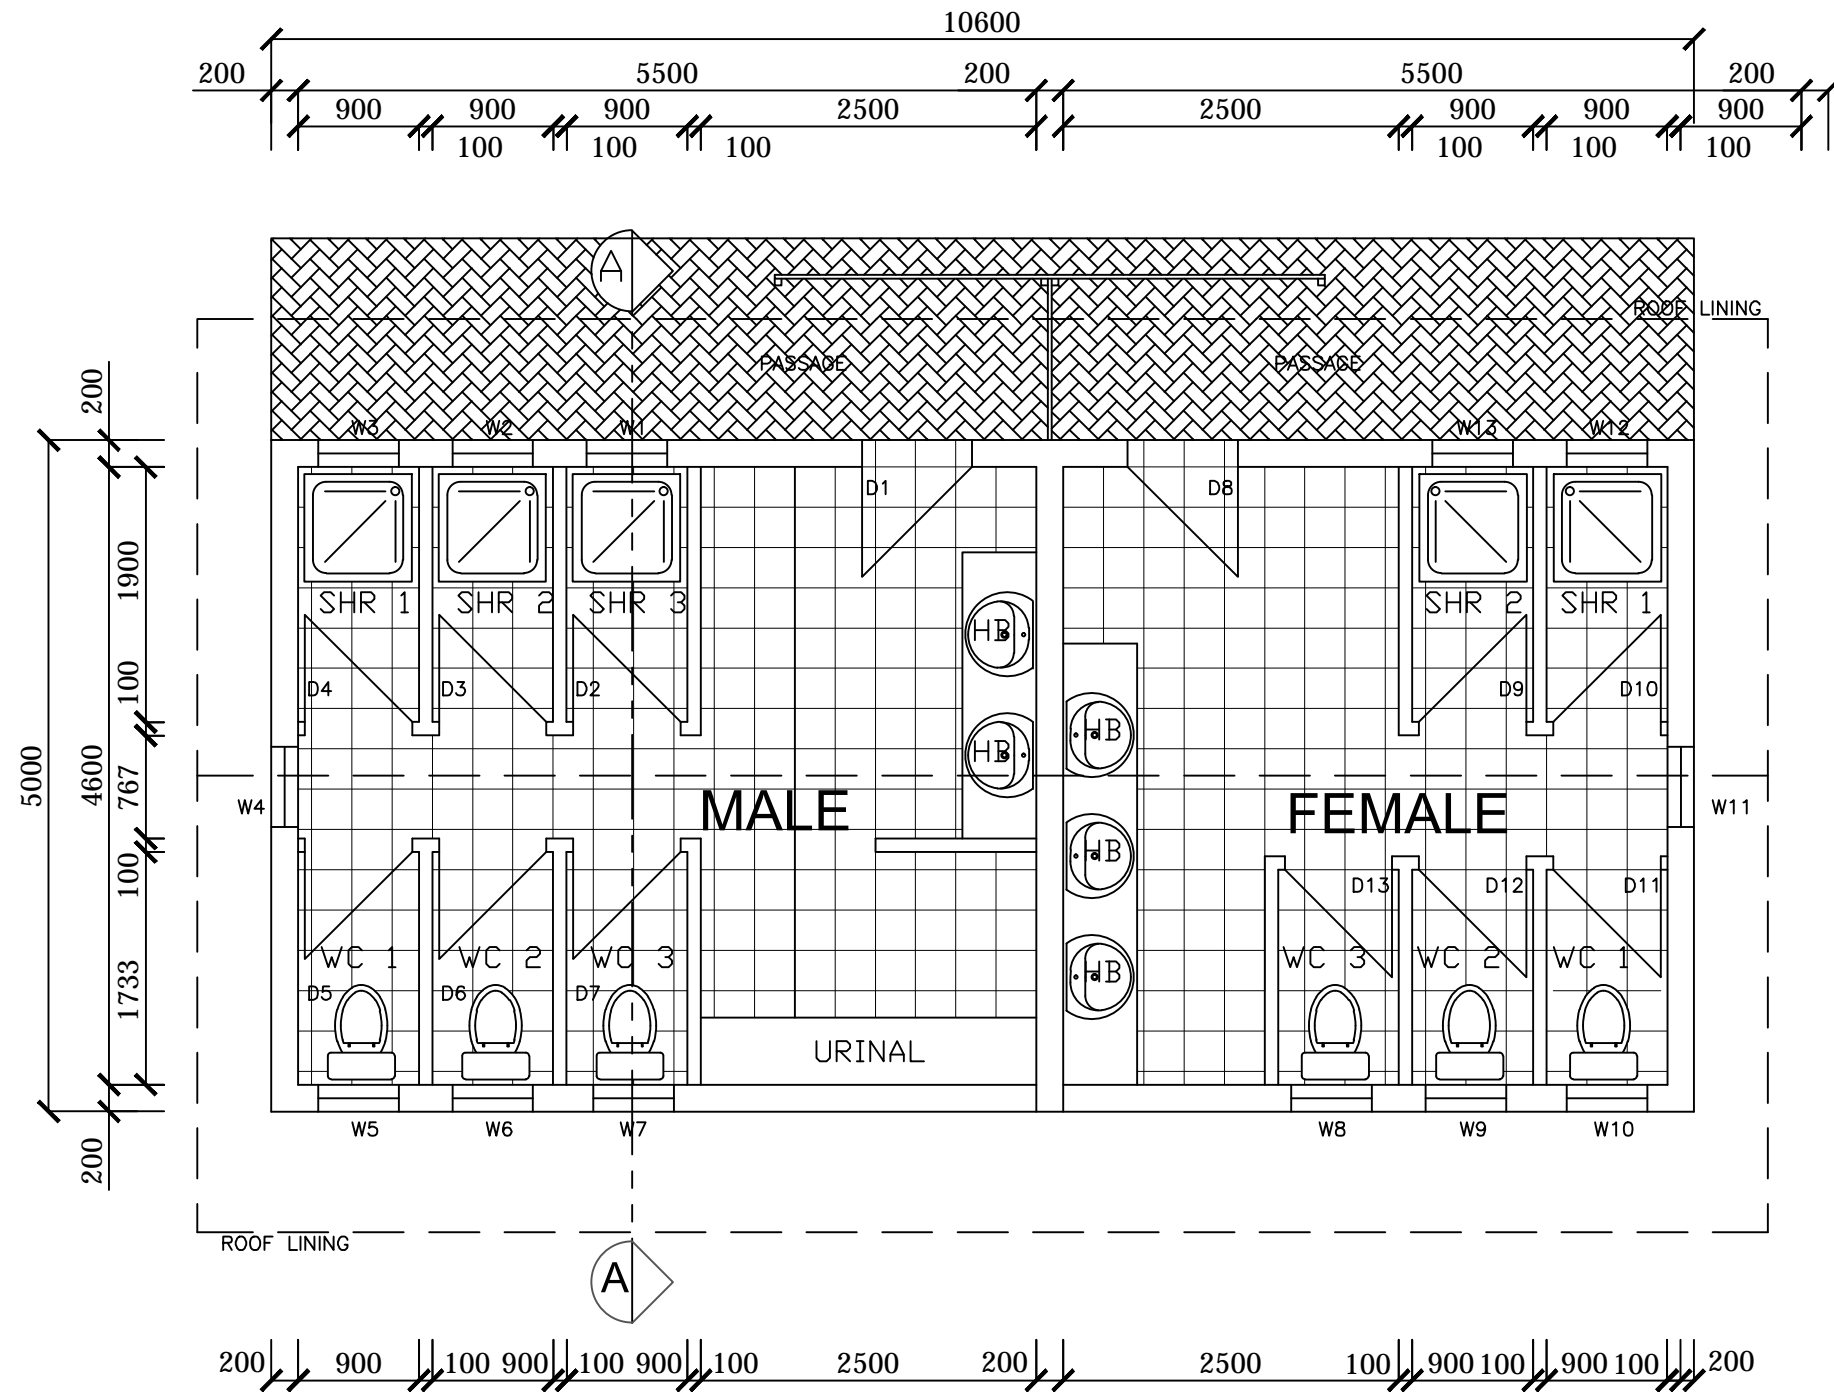 10600
200 5500 200 5500 200
900 900 900 2500 2500 900 900 900
100 100 100 100 100 100
A
ROOF LINING
PASSAGE PASSAGE
200
W3 W2 W1 W13 W12
D1 D8
1900
SHR 1 SHR 2 SHR 3 SHR 2 SHR 1
HB
D4 D3 D2 D9 D10
100
HB HB
5000 4600 767
W4 MALE FEMALE W11
HB
100
D13 D12 D11
WC 1 WC 2 WC 3 WC 3 WC 2 WC 1
1733
HB
D5 D6 D7
URINAL
W5 W6 W7 W8 W9 W10
200
ROOF LINING
A
200 900 100 900 100 900 100 2500 200 2500 100 900 100 900 100 200